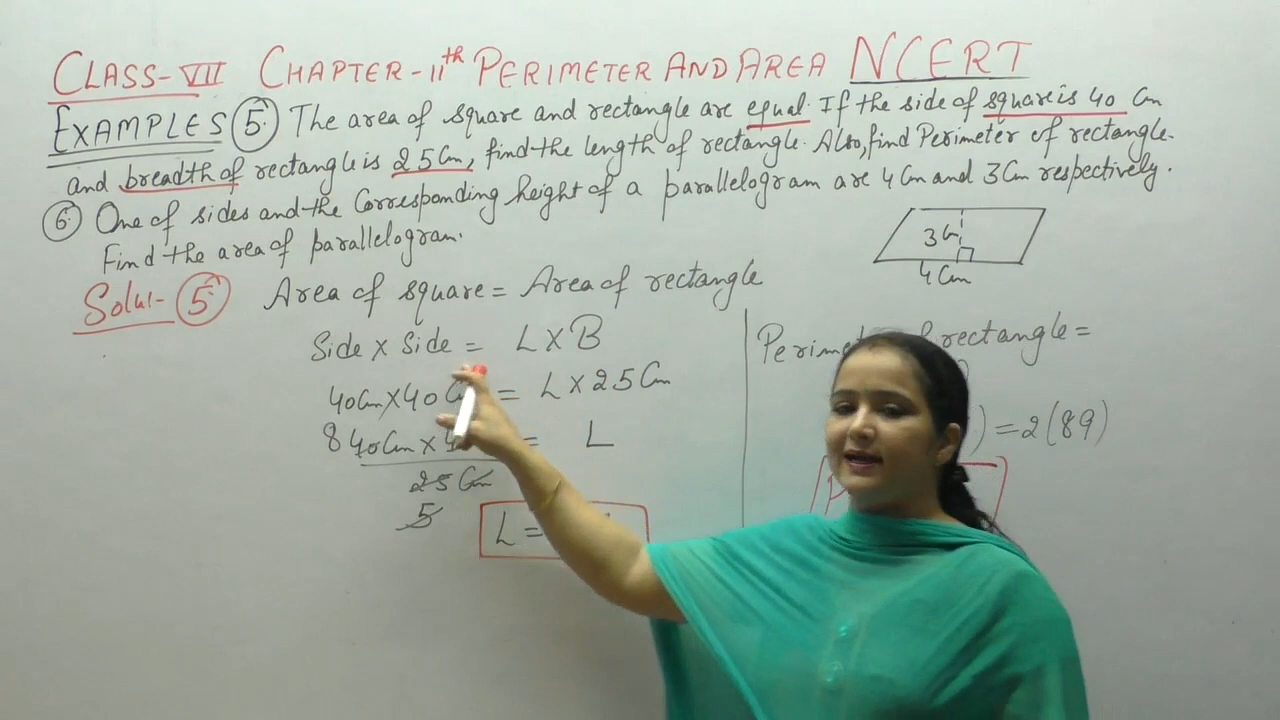 CLASS-VII CHAPTER-11th PERIMETER AND AREA NCERT
EXAMPLES 5. The area of square and rectangle are equal. If the side of square is 40 Cm
and breadth of rectangle is 25 Cm, find the length of rectangle. Also, find Perimeter of rectangle.
6. One of sides and the Corresponding height of a parallelogram are 4 Cm and 3 Cm respectively.
Find the area of parallelogram.
3 Cm
4 Cm
Solu:- 5 Area of square = Area of rectangle
Side × Side = L × B
40 Cm × 40 C = L × 25 Cm
8 40 Cm × 4 = L
25 Cm
5
L =
rectangle =
) = 2 (89)
P